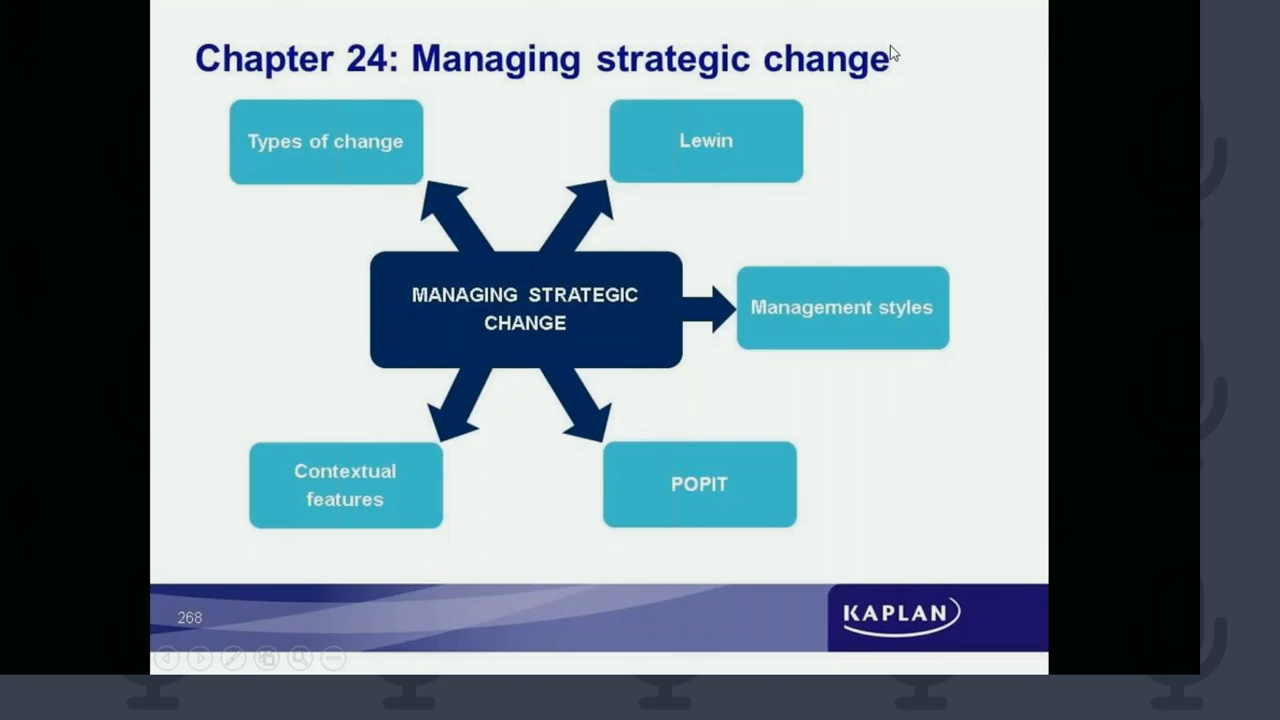 Chapter 24: Managing strategic change
Types of change
Lewin
MANAGING STRATEGIC
CHANGE
Management styles
Contextual
features
POPIT
268
KAPLAN